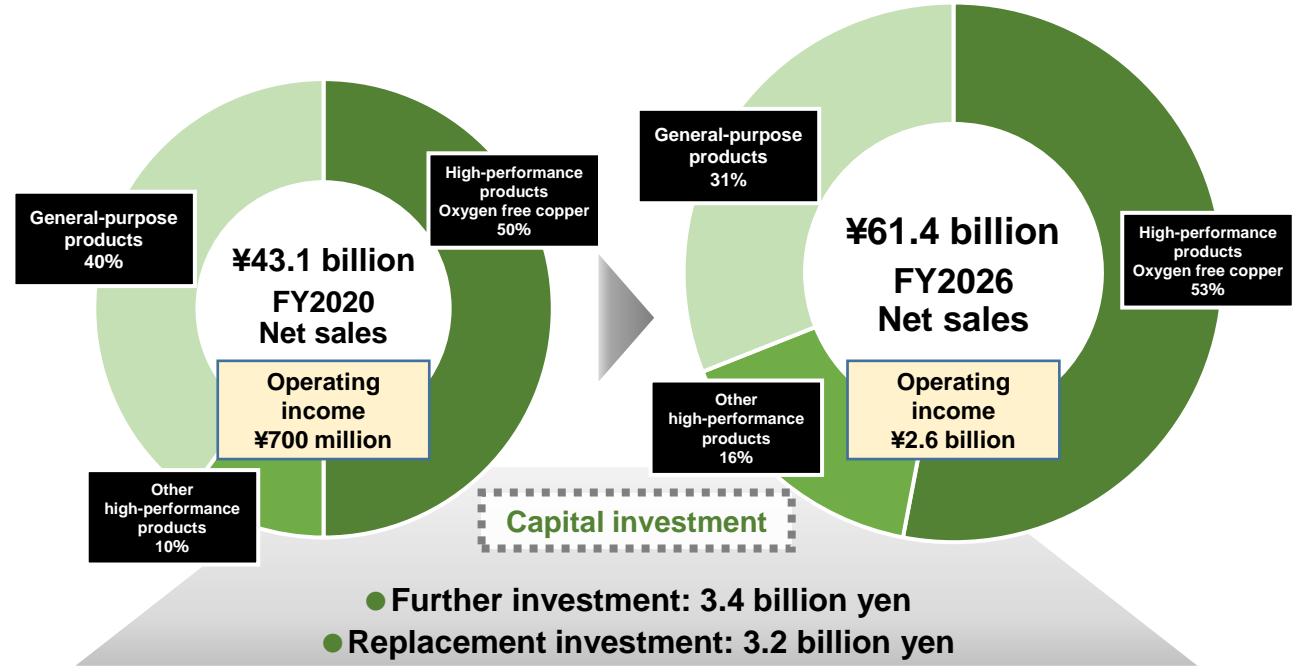 General-purpose
products
40%
High-performance
products
Oxygen free copper
50%
¥43.1 billion
FY2020
Net sales
Operating
income
¥700 million
Other
high-performance
products
10%
General-purpose
products
31%
High-performance
products
Oxygen free copper
53%
¥61.4 billion
FY2026
Net sales
Operating
income
¥2.6 billion
Other
high-performance
products
16%
Capital investment
●Further investment: 3.4 billion yen
●Replacement investment: 3.2 billion yen